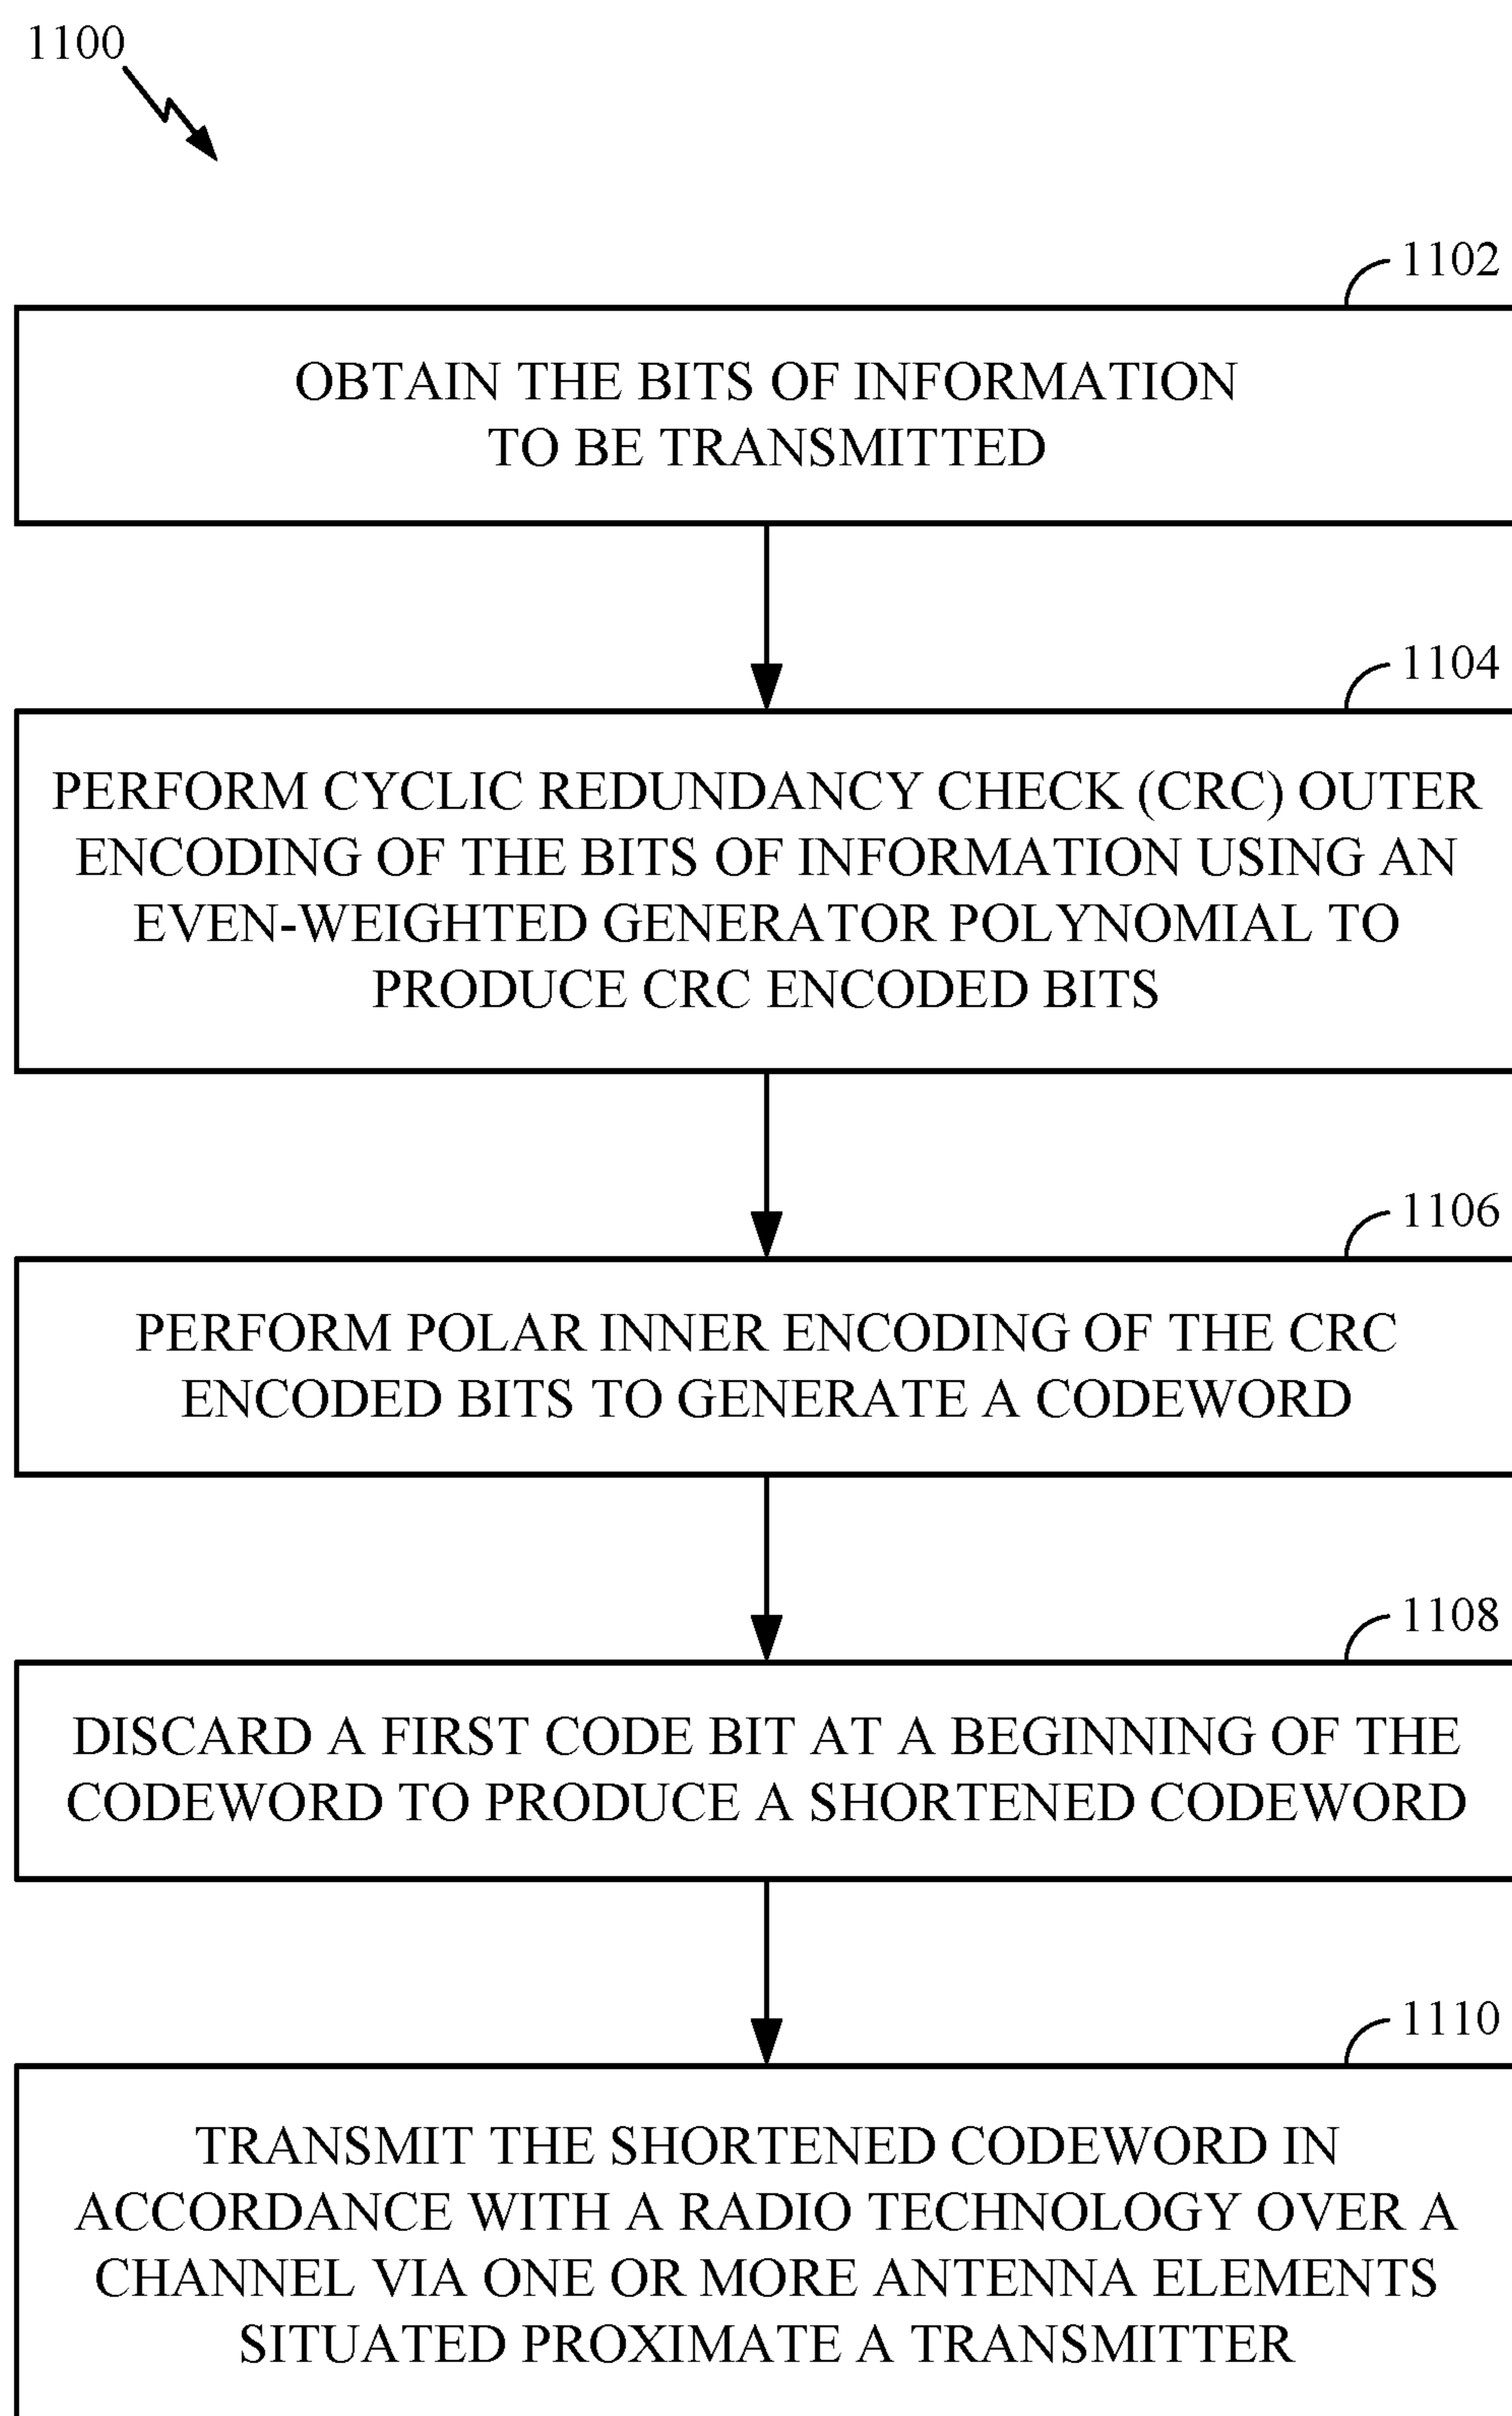 1100
1102
OBTAIN THE BITS OF INFORMATION
TO BE TRANSMITTED
1104
PERFORM CYCLIC REDUNDANCY CHECK (CRC) OUTER
ENCODING OF THE BITS OF INFORMATION USING AN
EVEN-WEIGHTED GENERATOR POLYNOMIAL TO
PRODUCE CRC ENCODED BITS
1106
PERFORM POLAR INNER ENCODING OF THE CRC
ENCODED BITS TO GENERATE A CODEWORD
1108
DISCARD A FIRST CODE BIT AT A BEGINNING OF THE
CODEWORD TO PRODUCE A SHORTENED CODEWORD
1110
TRANSMIT THE SHORTENED CODEWORD IN
ACCORDANCE WITH A RADIO TECHNOLOGY OVER A
CHANNEL VIA ONE OR MORE ANTENNA ELEMENTS
SITUATED PROXIMATE A TRANSMITTER